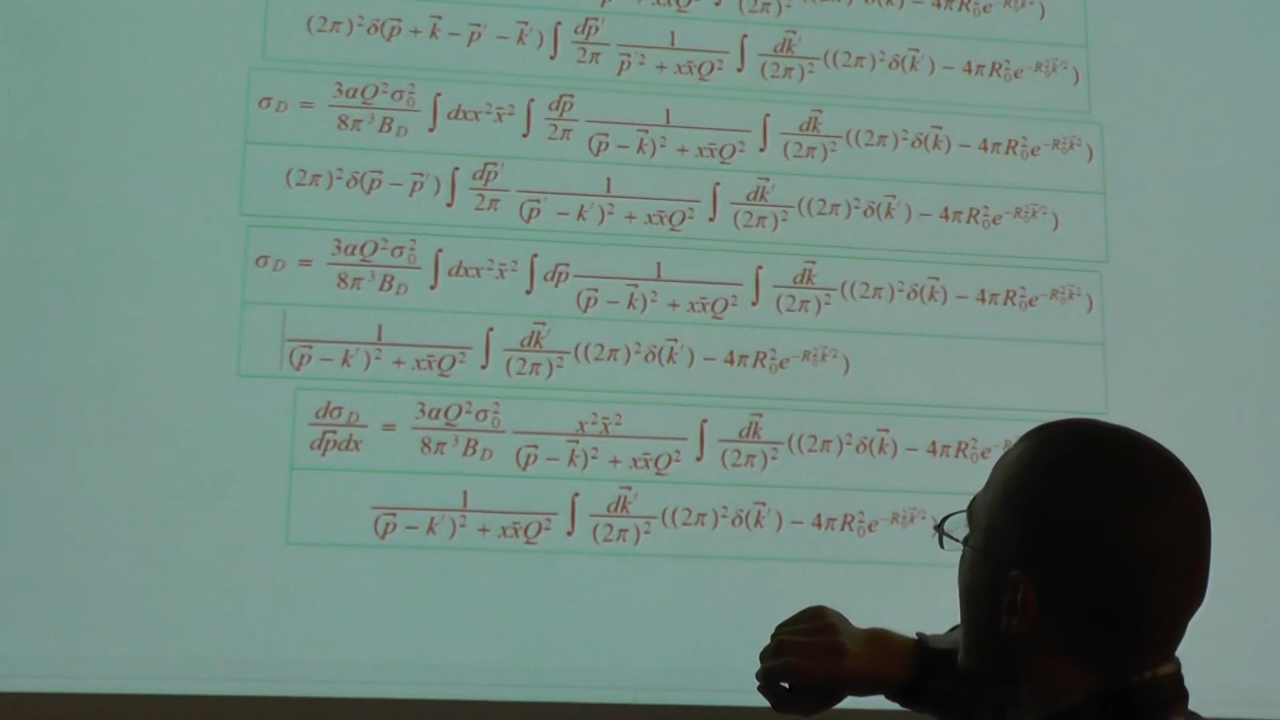 (2π)²δ(p⃗ + k⃗ − p⃗′ − k⃗′) ∫ dp⃗′/2π 1/(p⃗′² + xx̄Q²) ∫ dk⃗′/(2π)² ((2π)²δ(k⃗′) − 4πR₀²e^(−R₀²k⃗′²))
σ_D = 3αQ²σ₀²/8π³B_D ∫ dxx²x̄² ∫ dp⃗/2π 1/((p⃗ − k⃗)² + xx̄Q²) ∫ dk⃗/(2π)² ((2π)²δ(k⃗) − 4πR₀²e^(−R₀²k⃗²))
(2π)²δ(p⃗ − p⃗′) ∫ dp⃗′/2π 1/((p⃗′ − k′)² + xx̄Q²) ∫ dk⃗′/(2π)² ((2π)²δ(k⃗′) − 4πR₀²e^(−R₀²k⃗′²))
σ_D = 3αQ²σ₀²/8π³B_D ∫ dxx²x̄² ∫ dp⃗ 1/((p⃗ − k⃗)² + xx̄Q²) ∫ dk⃗/(2π)² ((2π)²δ(k⃗) − 4πR₀²e^(−R₀²k⃗²))
1/((p⃗ − k′)² + xx̄Q²) ∫ dk⃗′/(2π)² ((2π)²δ(k⃗′) − 4πR₀²e^(−R₀²k⃗′²))
dσ_D/dp⃗dx = 3αQ²σ₀²/8π³B_D x²x̄²/((p⃗ − k⃗)² + xx̄Q²) ∫ dk⃗/(2π)² ((2π)²δ(k⃗) − 4πR₀²e
1/((p⃗ − k′)² + xx̄Q²) ∫ dk⃗′/(2π)² ((2π)²δ(k⃗′) − 4πR₀²e^(−R₀²k⃗′²))